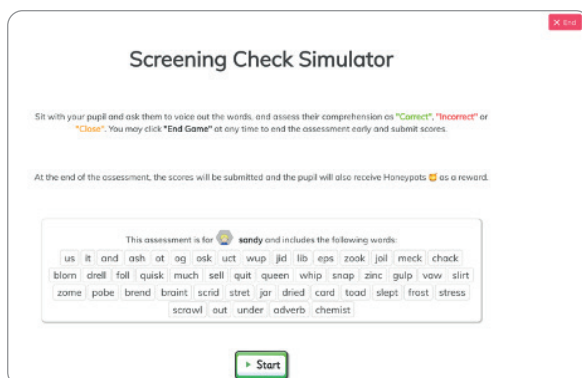 End
Screening Check Simulator
Sit with your pupil and ask them to voice out the words, and assess their comprehension as "Correct", "Incorrect" or
"Close". You may click "End Game" at any time to end the assessment early and submit scores.
At the end of the assessment, the scores will be submitted and the pupil will also receive Honeypots as a reward.
This assessment is for sandy and includes the following words:
us it and ash ot og osk uct wup jid lib eps zook joil meck chack
blorn drell foll quisk much sell quit queen whip snap zinc gulp vow slirt
zome pobe brend braint scrid stret jar dried card toad slept frost stress
scrawl out under adverb chemist
Start